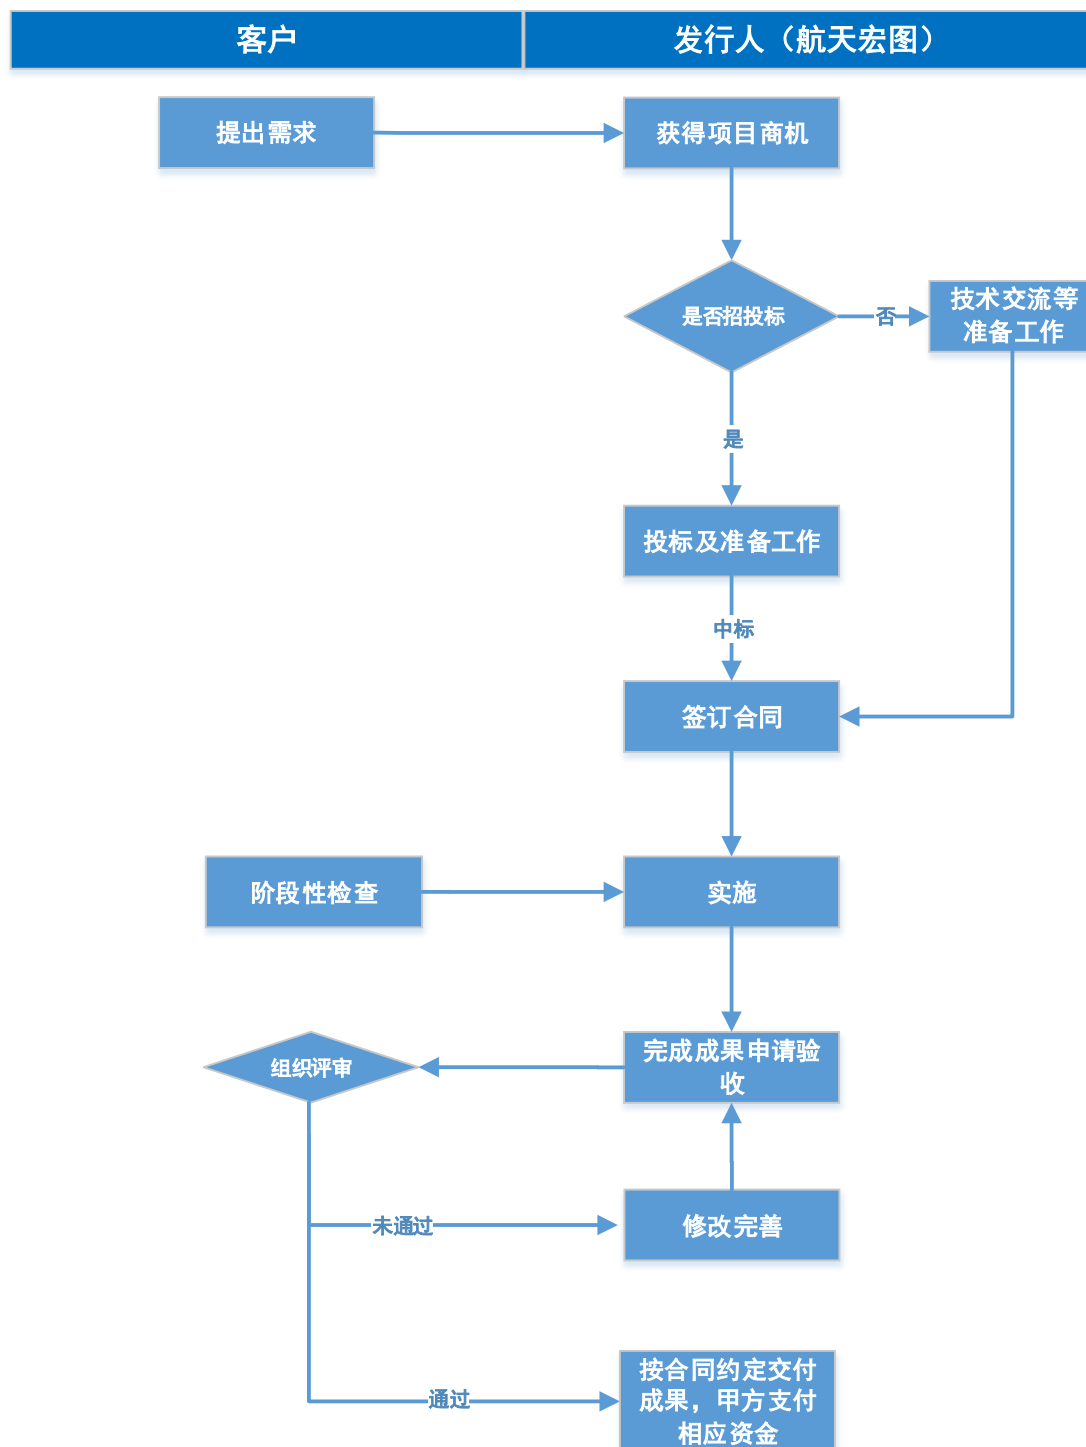 客户
发行人（航天宏图）
提出需求
获得项目商机
是否招投标
否
技术交流等
准备工作
是
投标及准备工作
中标
签订合同
阶段性检查
实施
组织评审
完成成果申请验
收
未通过
修改完善
通过
按合同约定交付
成果，甲方支付
相应资金